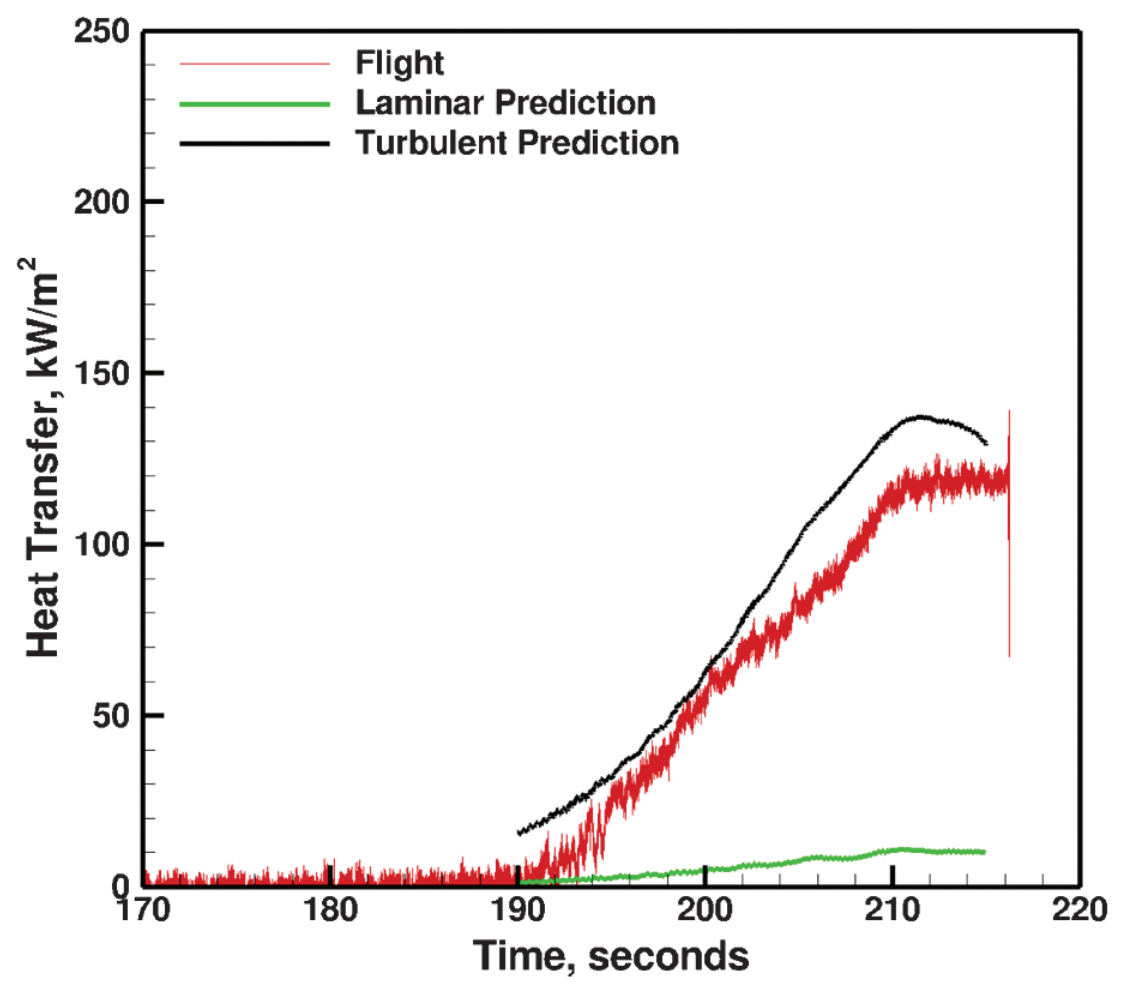 250
200
150
100
50
0
Heat Transfer, kW/m²
Flight
Laminar Prediction
Turbulent Prediction
170 180 190 200 210 220
Time, seconds